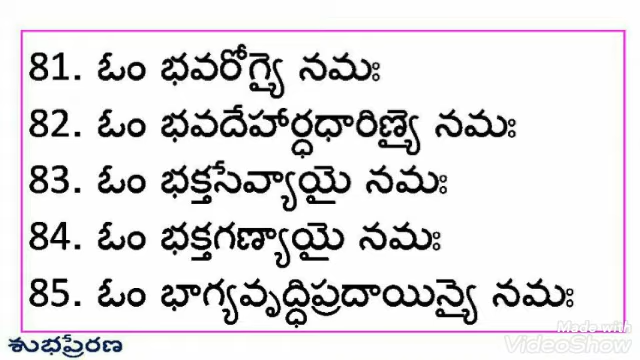 81. ఓం భవరోగ్యై నమః
82. ఓం భవదేహార్ధధారిణ్యై నమః
83. ఓం భక్తసేవ్యాయై నమః
84. ఓం భక్తగణ్యాయై నమః
85. ఓం భాగ్యవృద్ధిప్రదాయిన్యై నమః
శుభప్రేరణ
Made with
VideoShow